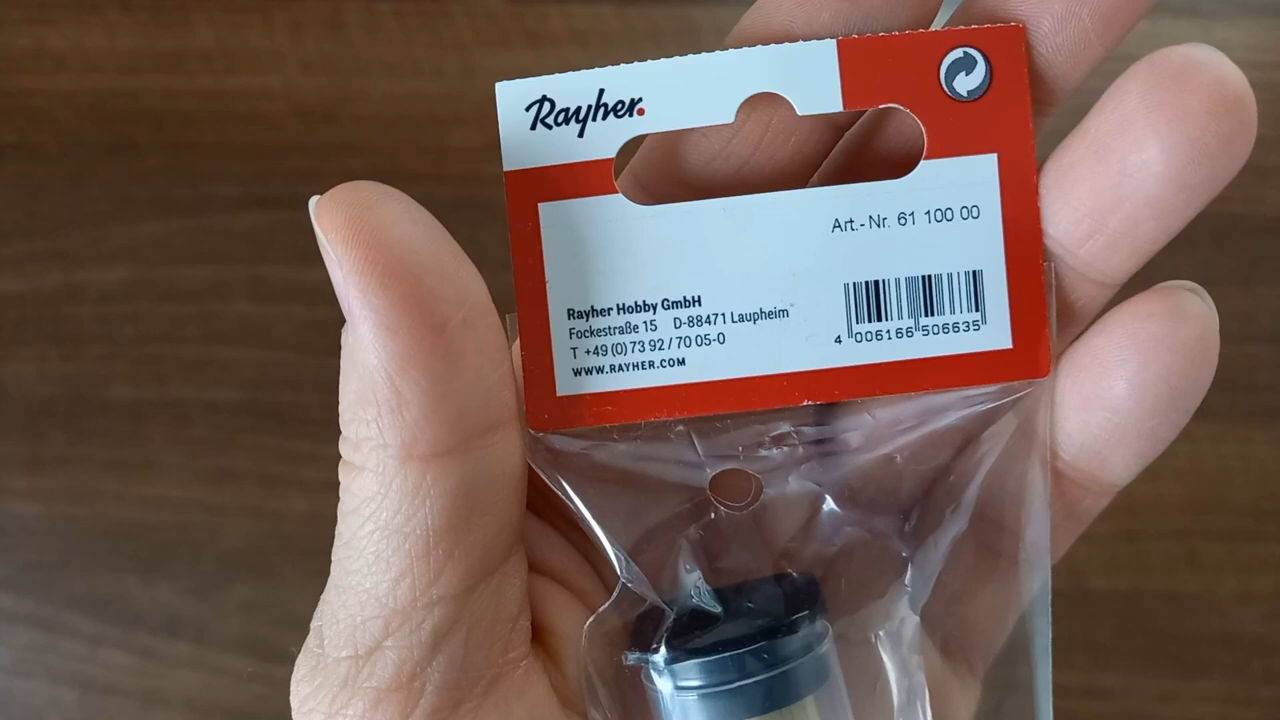 Rayher.
Art.-Nr. 61 100 00
Rayher Hobby GmbH
Fockestraße 15 D-88471 Laupheim
T +49 (0) 73 92 / 70 05-0
WWW.RAYHER.COM
4 006166 506635